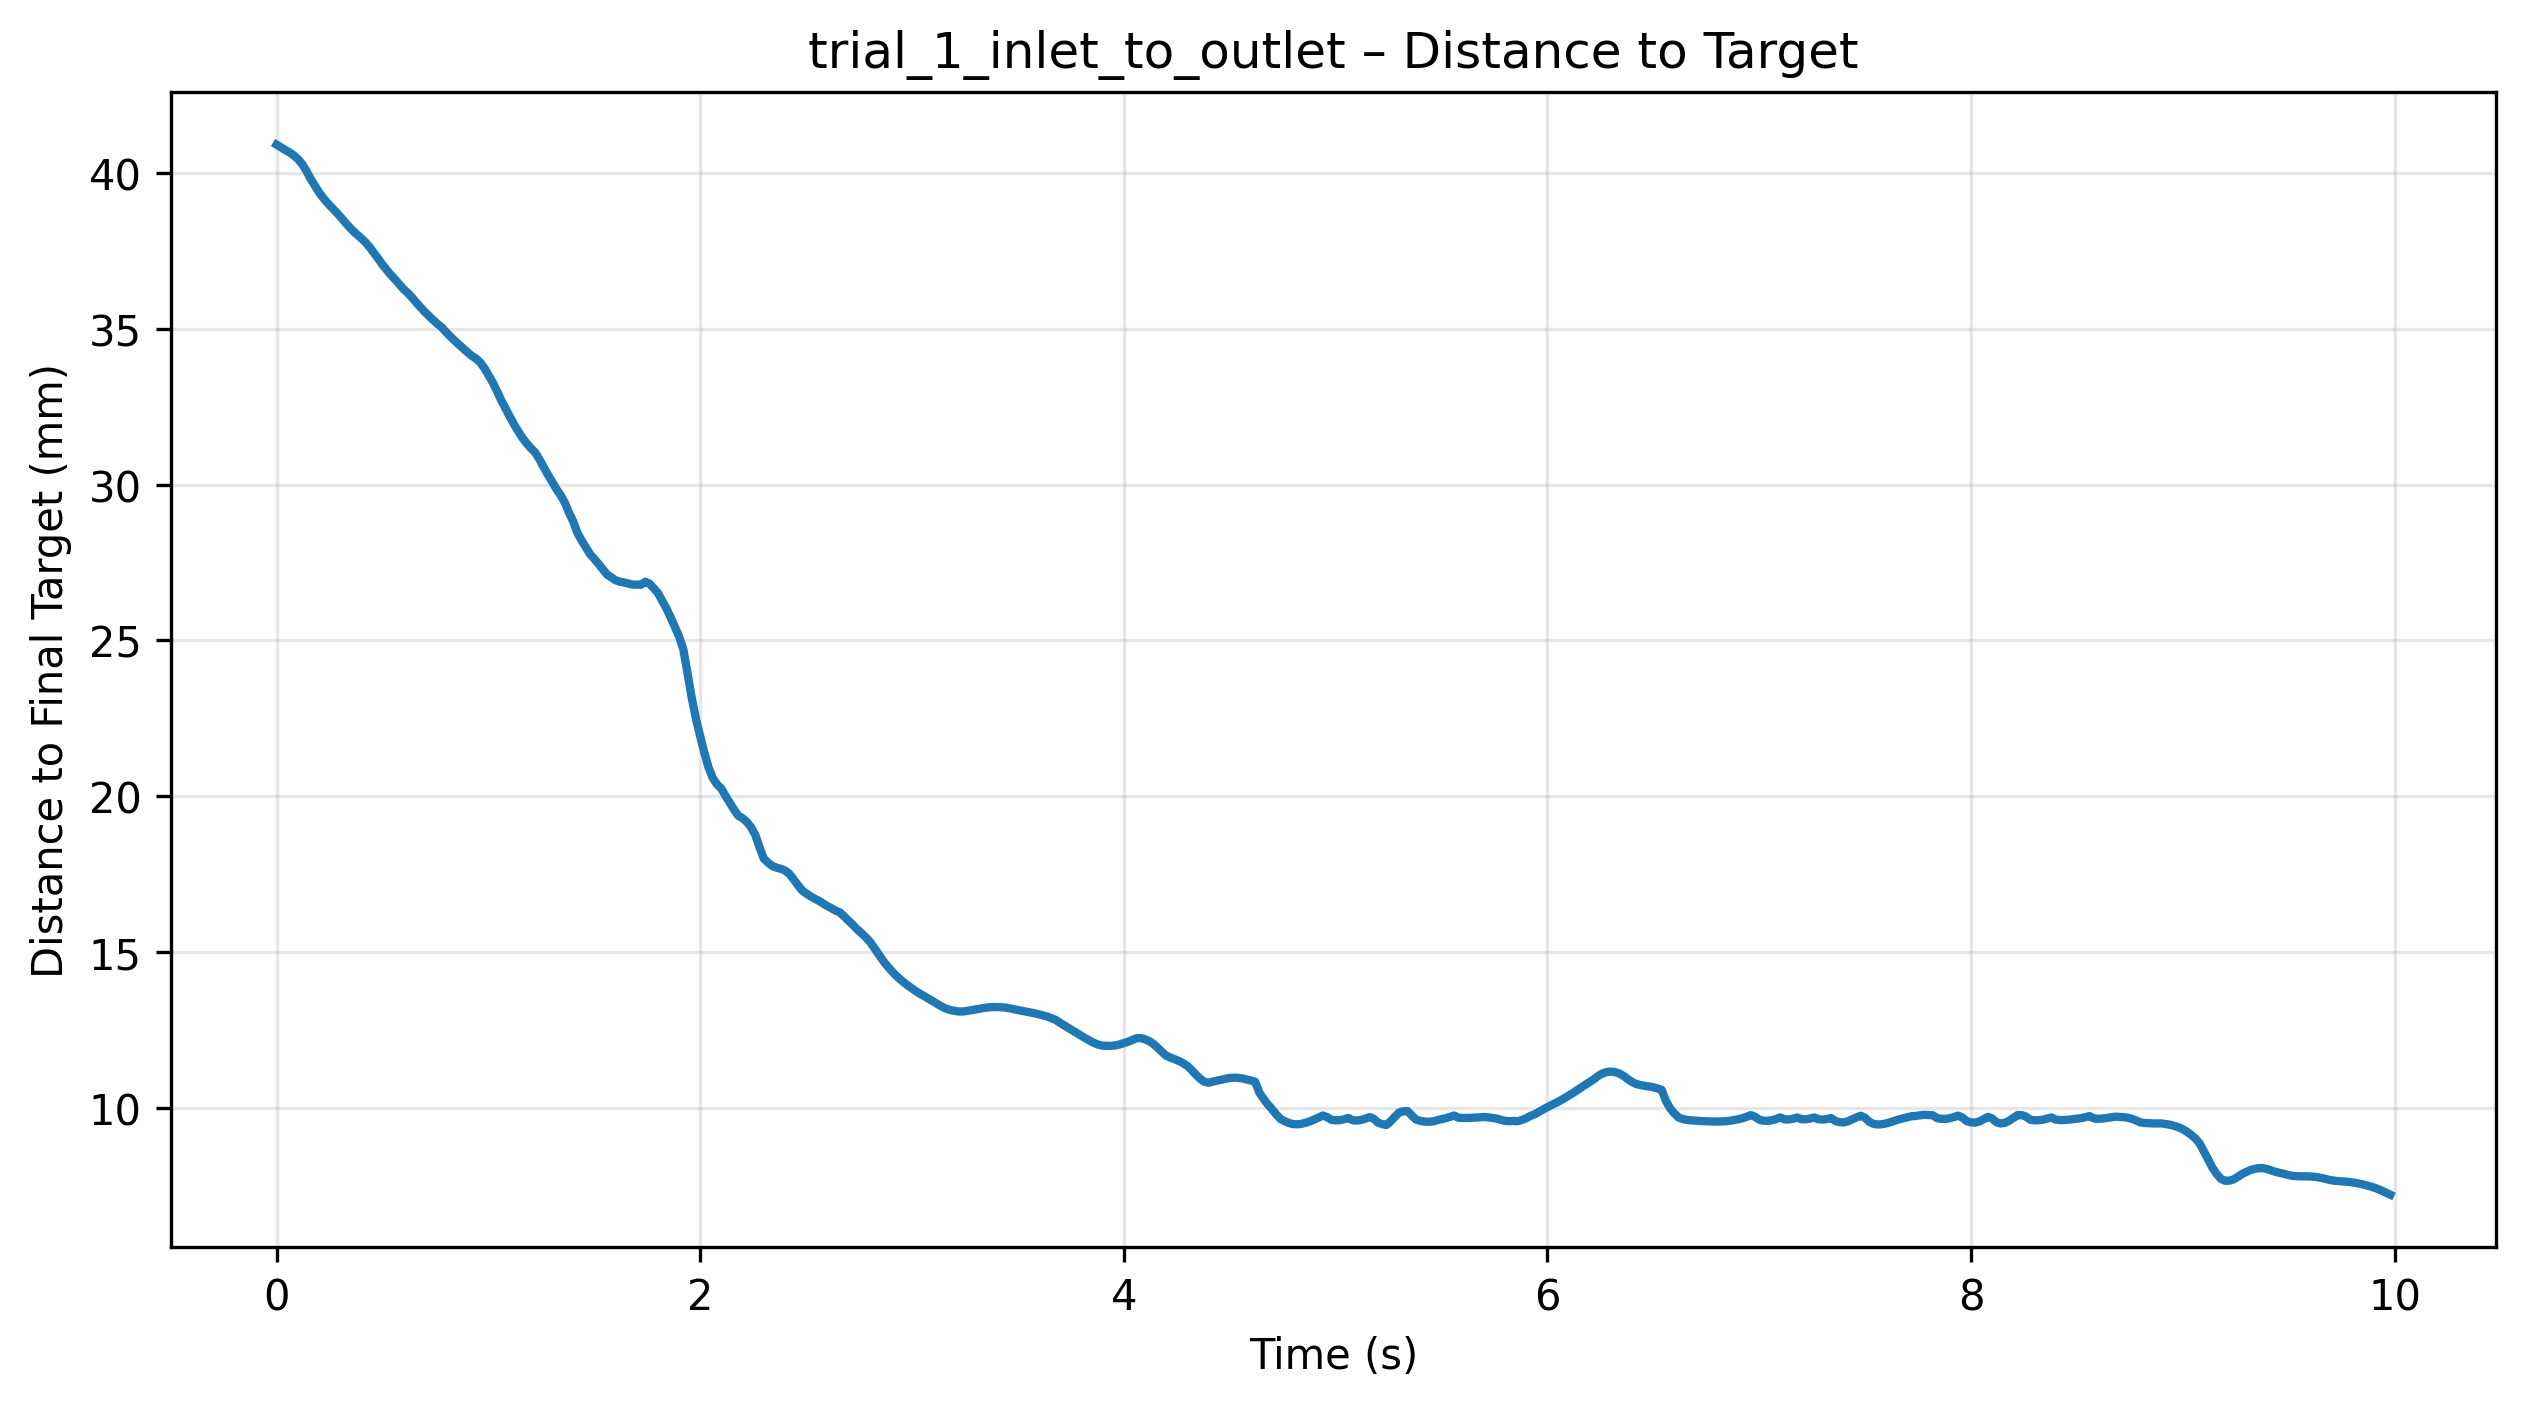 trial_1_inlet_to_outlet – Distance to Target
Distance to Final Target (mm)
40
35
30
25
20
15
10
0 2 4 6 8 10
Time (s)